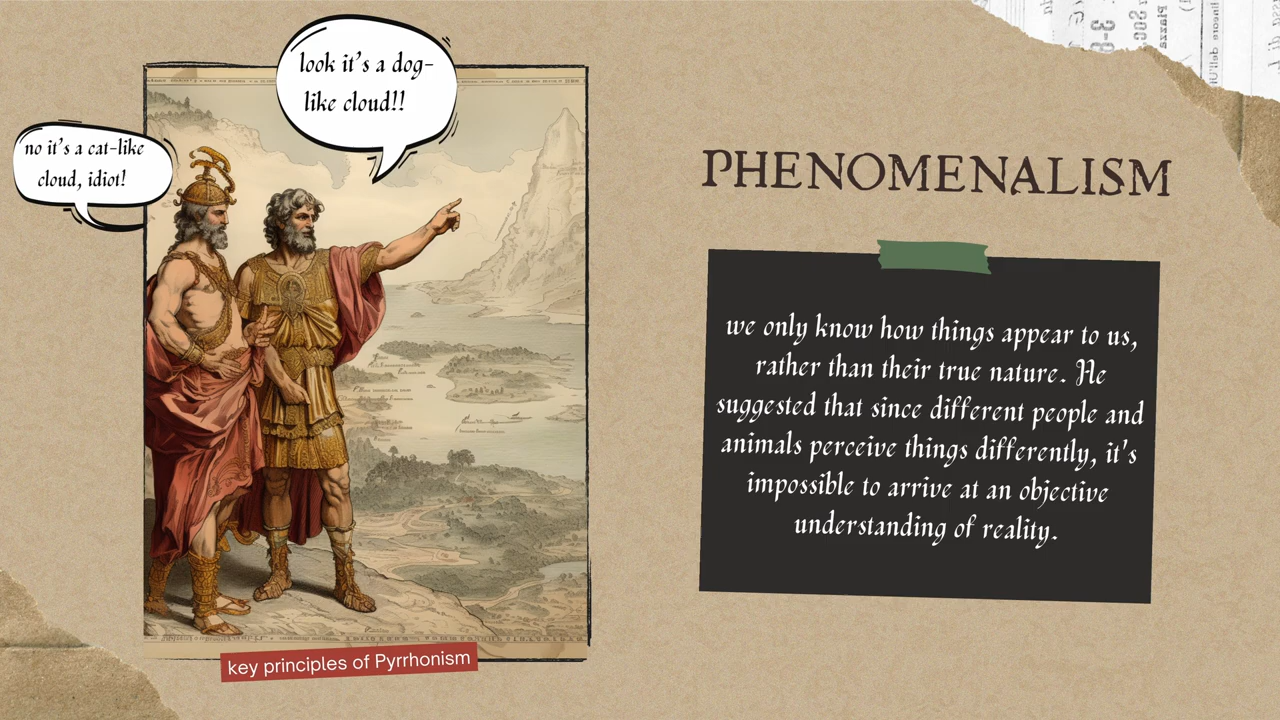 look it's a dog-
like cloud!!
no it's a cat-like
cloud, idiot!
PHENOMENALISM
we only know how things appear to us,
rather than their true nature. He
suggested that since different people and
animals perceive things differently, it's
impossible to arrive at an objective
understanding of reality.
key principles of Pyrrhonism